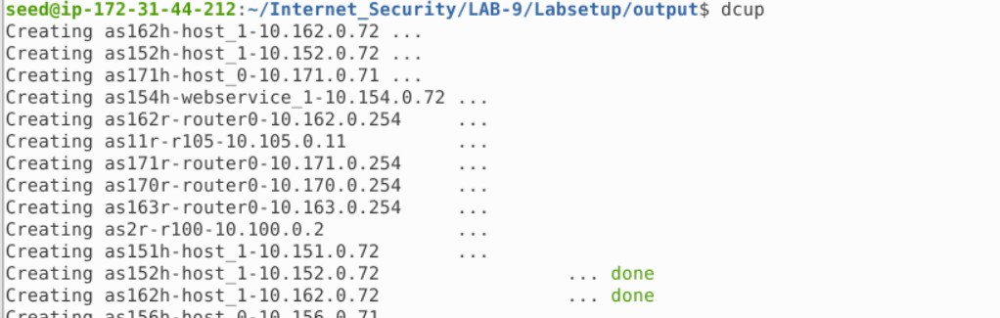 seed@ip-172-31-44-212:~/Internet_Security/LAB-9/Labsetup/output$ dcup
Creating as162h-host_1-10.162.0.72 ...
Creating as152h-host_1-10.152.0.72 ...
Creating as171h-host_0-10.171.0.71 ...
Creating as154h-webservice_1-10.154.0.72 ...
Creating as162r-router0-10.162.0.254 ...
Creating as11r-r105-10.105.0.11 ...
Creating as171r-router0-10.171.0.254 ...
Creating as170r-router0-10.170.0.254 ...
Creating as163r-router0-10.163.0.254 ...
Creating as2r-r100-10.100.0.2 ...
Creating as151h-host_1-10.151.0.72 ...
Creating as152h-host_1-10.152.0.72 ... done
Creating as162h-host_1-10.162.0.72 ... done
Creating as156h-host_0-10.156.0.71